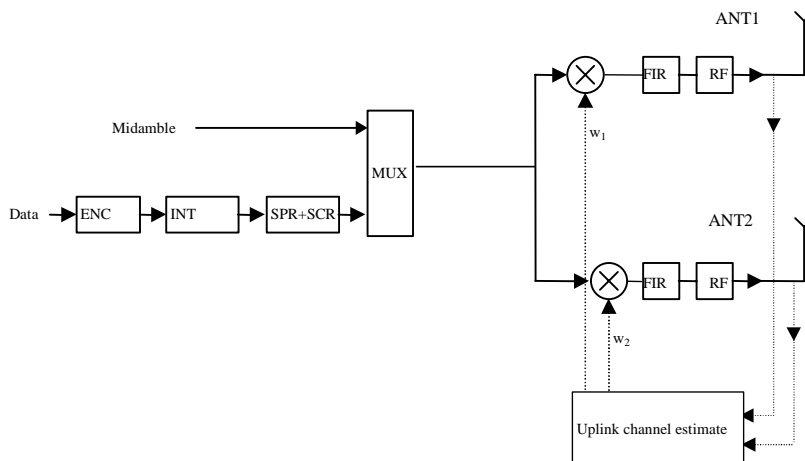 ANT1
FIR
RF
Midamble
w1
MUX
Data
ENC
INT
SPR+SCR
ANT2
FIR
RF
w2
Uplink channel estimate